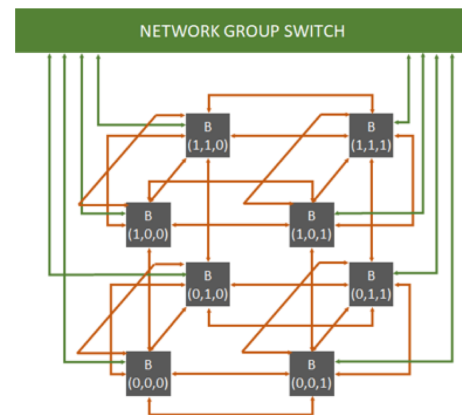 NETWORK GROUP SWITCH
B
(1,1,0)
B
(1,1,1)
B
(1,0,0)
B
(1,0,1)
B
(0,1,0)
B
(0,1,1)
B
(0,0,0)
B
(0,0,1)